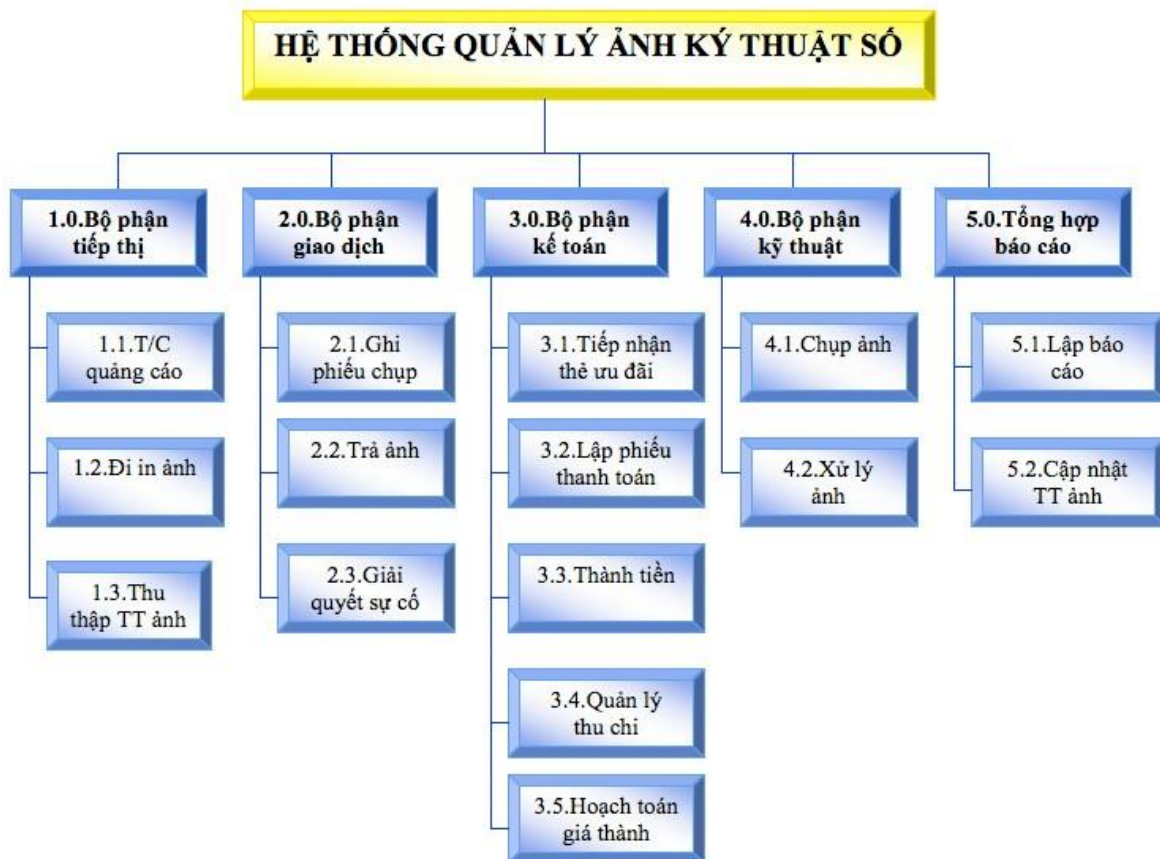 HỆ THỐNG QUẢN LÝ ẢNH KÝ THUẬT SỐ
1.0.Bộ phận
tiếp thị
2.0.Bộ phận
giao dịch
3.0.Bộ phận
kế toán
4.0.Bộ phận
kỹ thuật
5.0.Tổng hợp
báo cáo
1.1.T/C
quảng cáo
1.2.Đi in ảnh
1.3.Thu
thập TT ảnh
2.1.Ghi
phiếu chụp
2.2.Trả ảnh
2.3.Giải
quyết sự cố
3.1.Tiếp nhận
thẻ ưu đãi
3.2.Lập phiếu
thanh toán
3.3.Thành tiền
3.4.Quản lý
thu chi
3.5.Hoạch toán
giá thành
4.1.Chụp ảnh
4.2.Xử lý
ảnh
5.1.Lập báo
cáo
5.2.Cập nhật
TT ảnh